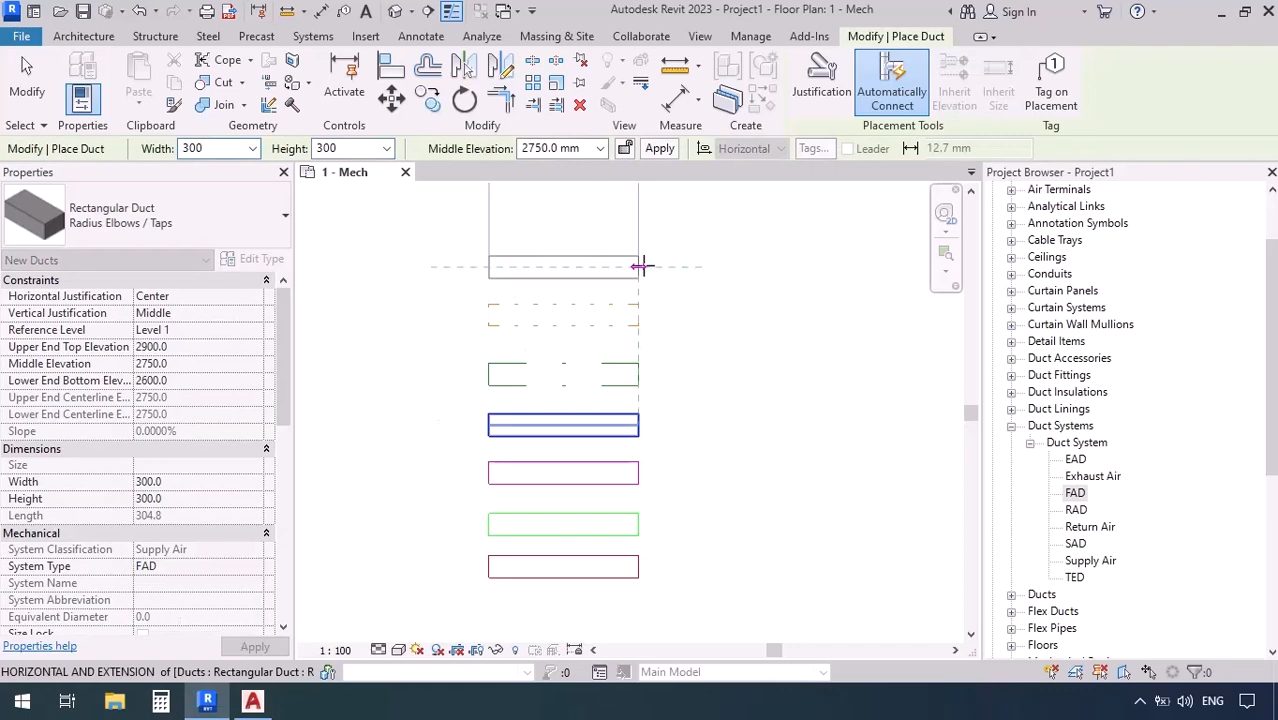 Autodesk Revit 2023 - Project1 - Floor Plan: 1 - Mech
Sign In
File
Architecture
Structure
Steel
Precast
Systems
Insert
Annotate
Analyze
Massing & Site
Collaborate
View
Manage
Add-Ins
Modify | Place Duct
Modify
Paste
Cope
Cut
Join
Activate
Justification
Automatically
Connect
Inherit
Elevation
Inherit
Size
Tag on
Placement
Select
Properties
Clipboard
Geometry
Controls
Modify
View
Measure
Create
Placement Tools
Tag
Modify | Place Duct
Width:
300
Height:
300
Middle Elevation:
2750.0 mm
Apply
Horizontal
Tags...
Leader
12.7 mm
Properties
1 - Mech
Project Browser - Project1
Rectangular Duct
Radius Elbows / Taps
New Ducts
Edit Type
Constraints
Horizontal Justification Center
Vertical Justification Middle
Reference Level Level 1
Upper End Top Elevation 2900.0
Middle Elevation 2750.0
Lower End Bottom Elev... 2600.0
Upper End Centerline E... 2750.0
Lower End Centerline E... 2750.0
Slope 0.0000%
Dimensions
Size
Width 300.0
Height 300.0
Length 304.8
Mechanical
System Classification Supply Air
System Type FAD
System Name
System Abbreviation
Equivalent Diameter 0.0
Size Lock
Properties help
Apply
2D
Air Terminals
Analytical Links
Annotation Symbols
Cable Trays
Ceilings
Conduits
Curtain Panels
Curtain Systems
Curtain Wall Mullions
Detail Items
Duct Accessories
Duct Fittings
Duct Insulations
Duct Linings
Duct Systems
Duct System
EAD
Exhaust Air
FAD
RAD
Return Air
SAD
Supply Air
TED
Ducts
Flex Ducts
Flex Pipes
Floors
1 : 100
HORIZONTAL AND EXTENSION of [Ducts : Rectangular Duct : R
:0
Main Model
:0
ENG